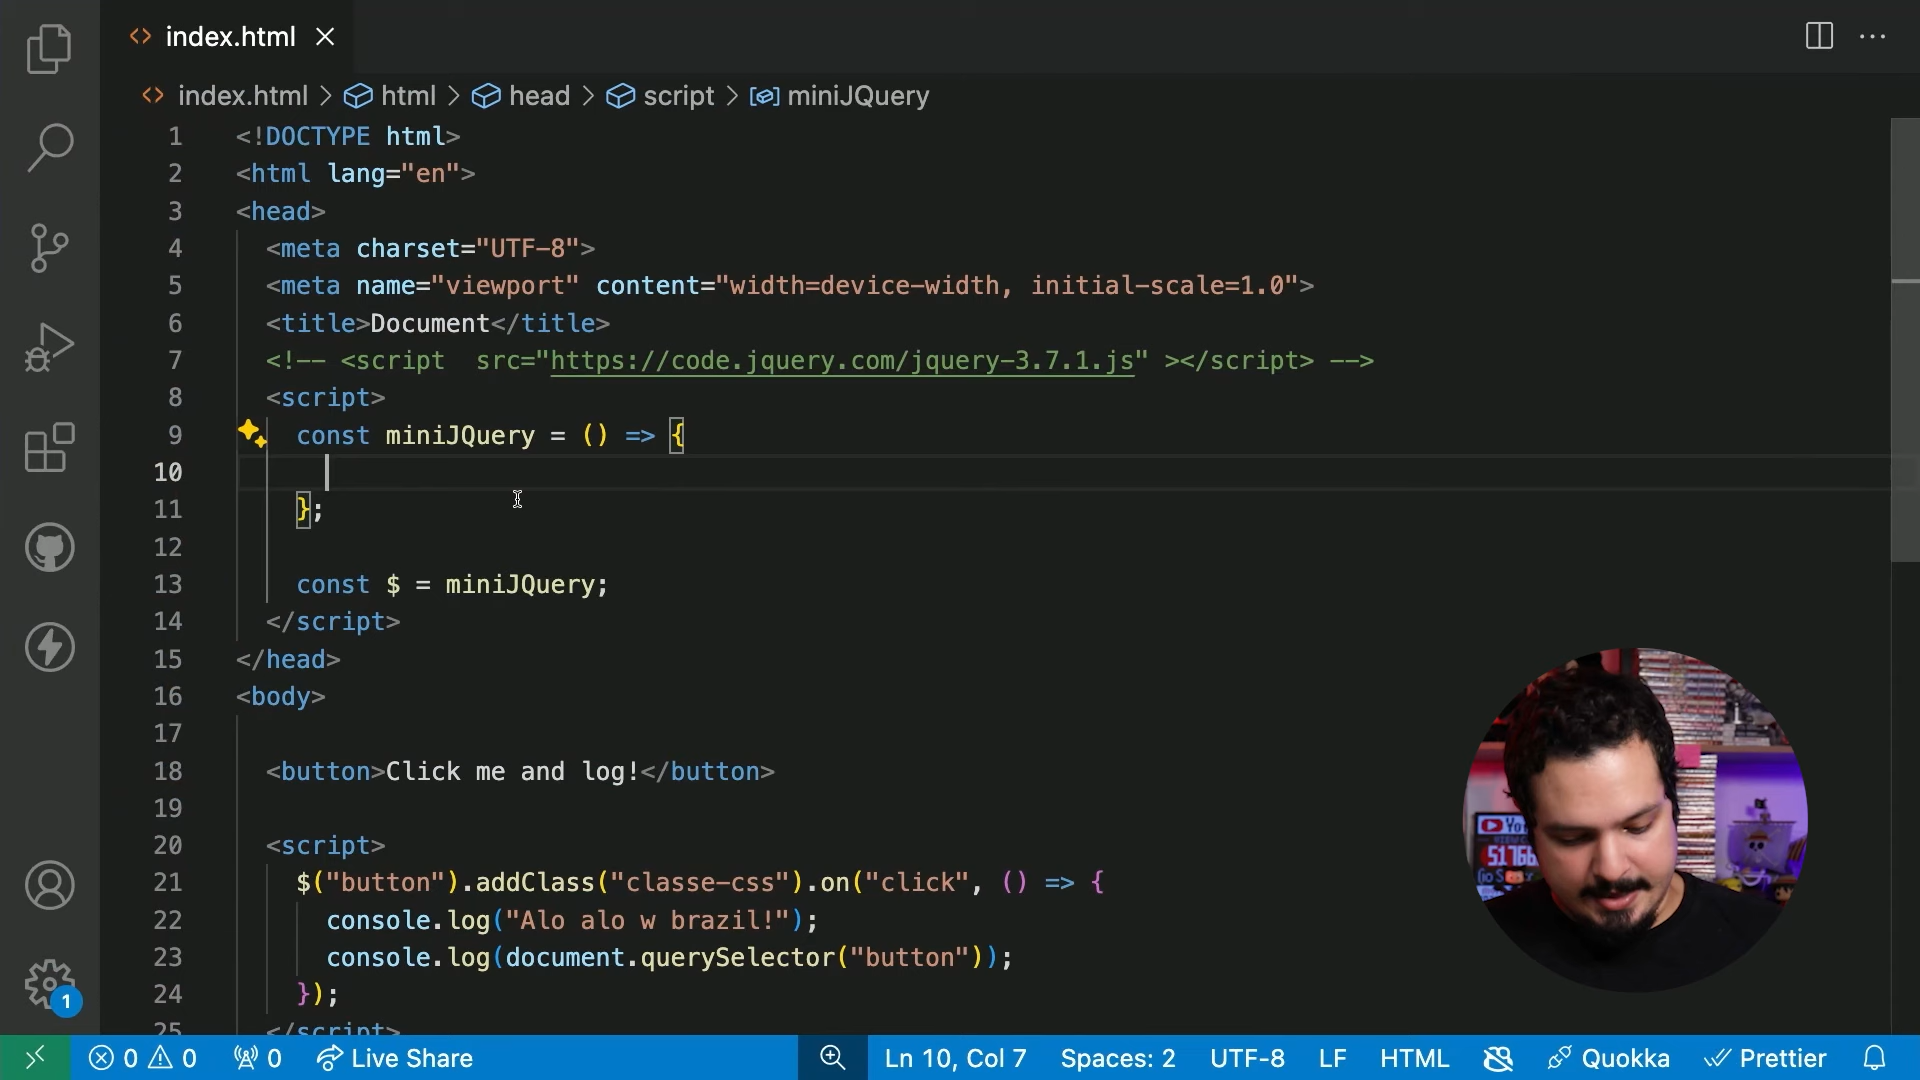 index.html
index.html > html > head > script > miniJQuery
1 <!DOCTYPE html>
2 <html lang="en">
3 <head>
4 <meta charset="UTF-8">
5 <meta name="viewport" content="width=device-width, initial-scale=1.0">
6 <title>Document</title>
7 <!-- <script  src="https://code.jquery.com/jquery-3.7.1.js" ></script> -->
8 <script>
9 const miniJQuery = () => {
10
11 };
12
13 const $ = miniJQuery;
14 </script>
15 </head>
16 <body>
17
18 <button>Click me and log!</button>
19
20 <script>
21 $("button").addClass("classe-css").on("click", () => {
22 console.log("Alo alo w brazil!");
23 console.log(document.querySelector("button"));
24 });
25 </script>
1
0 0 0 Live Share Ln 10, Col 7 Spaces: 2 UTF-8 LF HTML Quokka Prettier